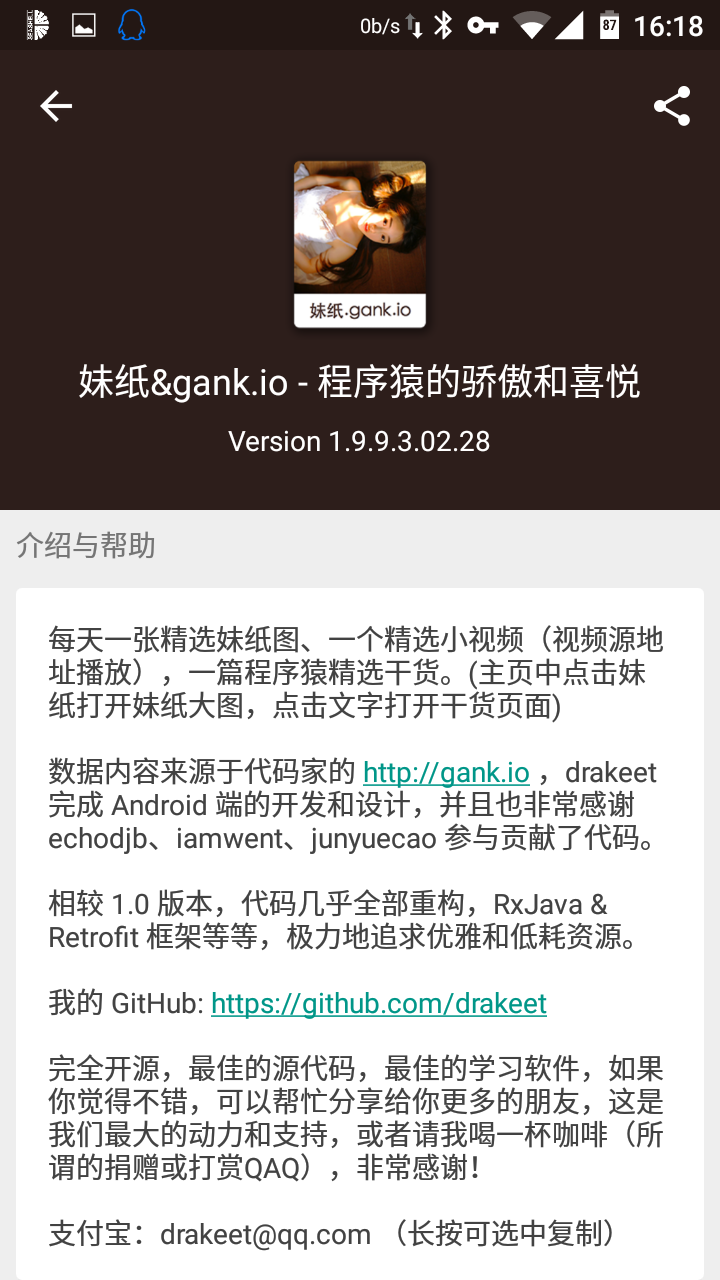 0b/s
87
16:18
妹纸.gank.io
妹纸&gank.io - 程序猿的骄傲和喜悦
Version 1.9.9.3.02.28
介绍与帮助
每天一张精选妹纸图、一个精选小视频（视频源地
址播放），一篇程序猿精选干货。(主页中点击妹
纸打开妹纸大图，点击文字打开干货页面)
数据内容来源于代码家的 http://gank.io ，drakeet
完成 Android 端的开发和设计，并且也非常感谢
echodjb、iamwent、junyuecao 参与贡献了代码。
相较 1.0 版本，代码几乎全部重构，RxJava &
Retrofit 框架等等，极力地追求优雅和低耗资源。
我的 GitHub: https://github.com/drakeet
完全开源，最佳的源代码，最佳的学习软件，如果
你觉得不错，可以帮忙分享给你更多的朋友，这是
我们最大的动力和支持，或者请我喝一杯咖啡（所
谓的捐赠或打赏QAQ），非常感谢！
支付宝：drakeet@qq.com （长按可选中复制）